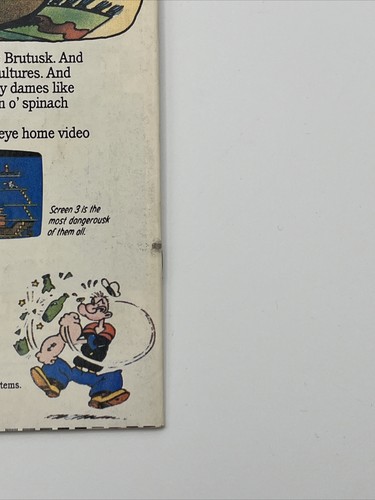 Brutusk. And
ultures. And
y dames like
n o' spinach
eye home video
Screen 3 is the
most dangerousk
of them all.
tems.